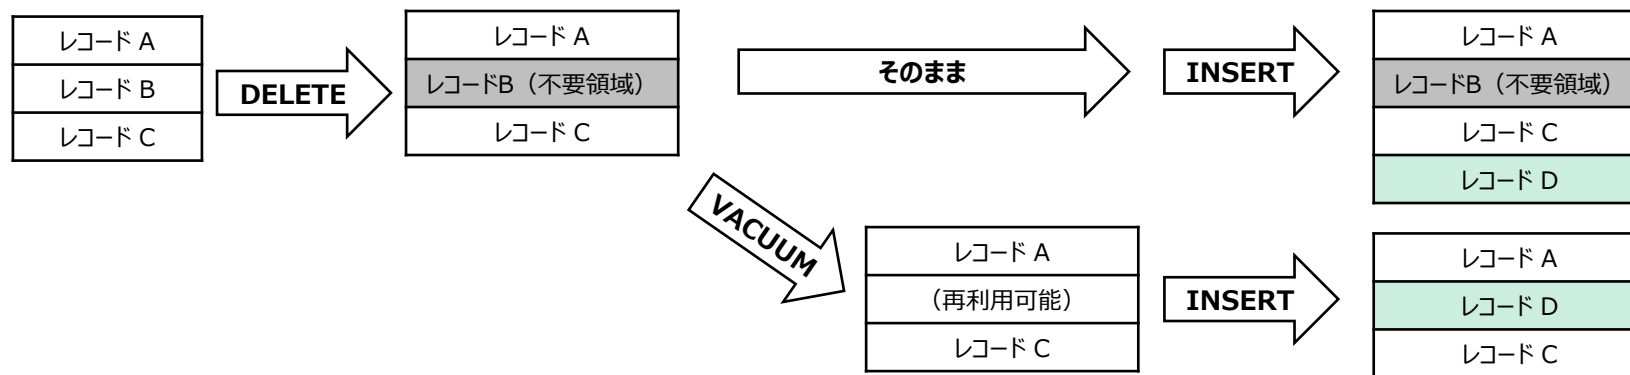 レコード A
レコード B
レコード C
DELETE
レコード A
レコードB（不要領域）
レコード C
そのまま
INSERT
レコード A
レコードB（不要領域）
レコード C
レコード D
VACUUM
レコード A
（再利用可能）
レコード C
INSERT
レコード A
レコード D
レコード C